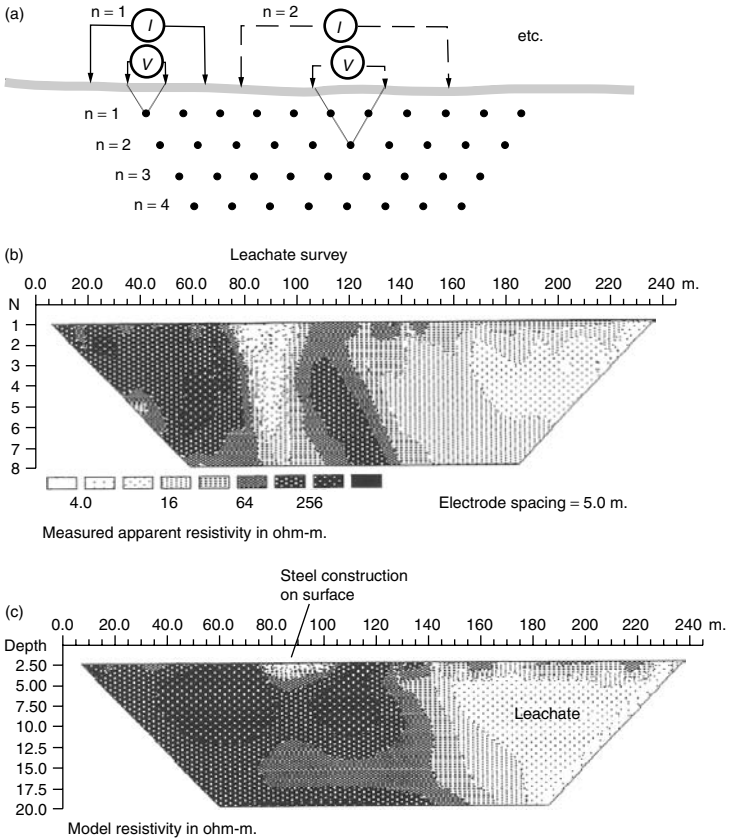 (a)
n = 1 I n = 2 I etc.
V V
n = 1
n = 2
n = 3
n = 4
(b)
Leachate survey
0.0 20.0 40.0 60.0 80.0 100 120 140 160 180 200 220 240 m.
N
1
2
3
4
5
6
7
8
4.0 16 64 256 Electrode spacing = 5.0 m.
Measured apparent resistivity in ohm-m.
Steel construction
on surface
(c)
0.0 20.0 40.0 60.0 80.0 100 120 140 160 180 200 220 240 m.
Depth
2.50
5.00
7.50
10.0
Leachate
12.5
15.0
17.5
20.0
Model resistivity in ohm-m.